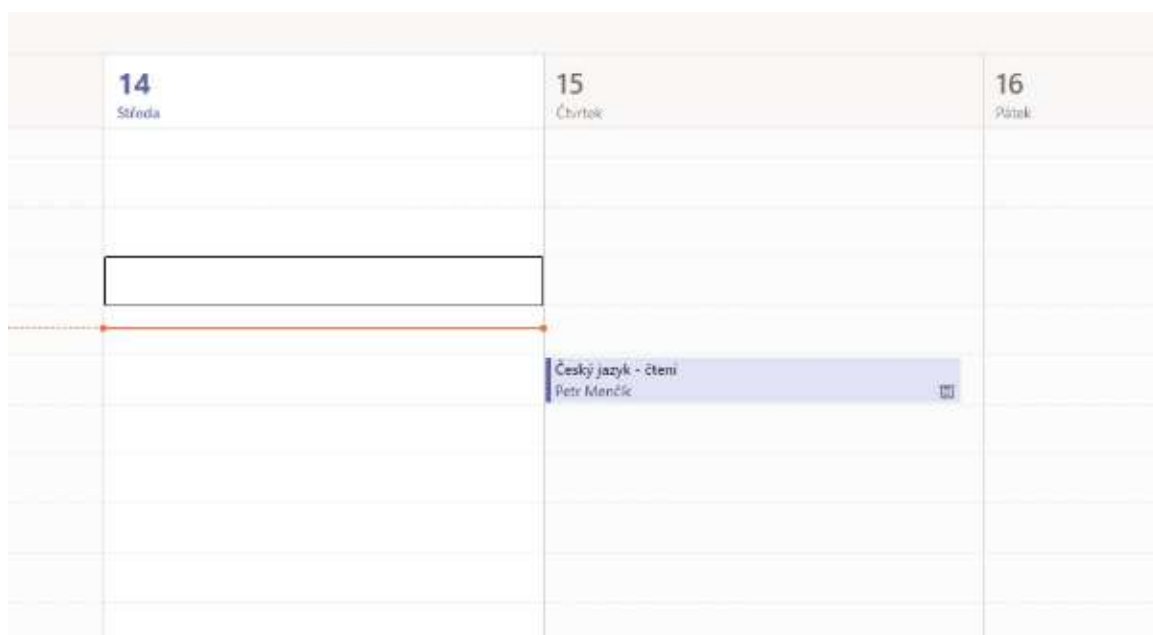 14
Středa
15
Čtvrtek
16
Pátek
Český jazyk - čtení
Petr Menčík